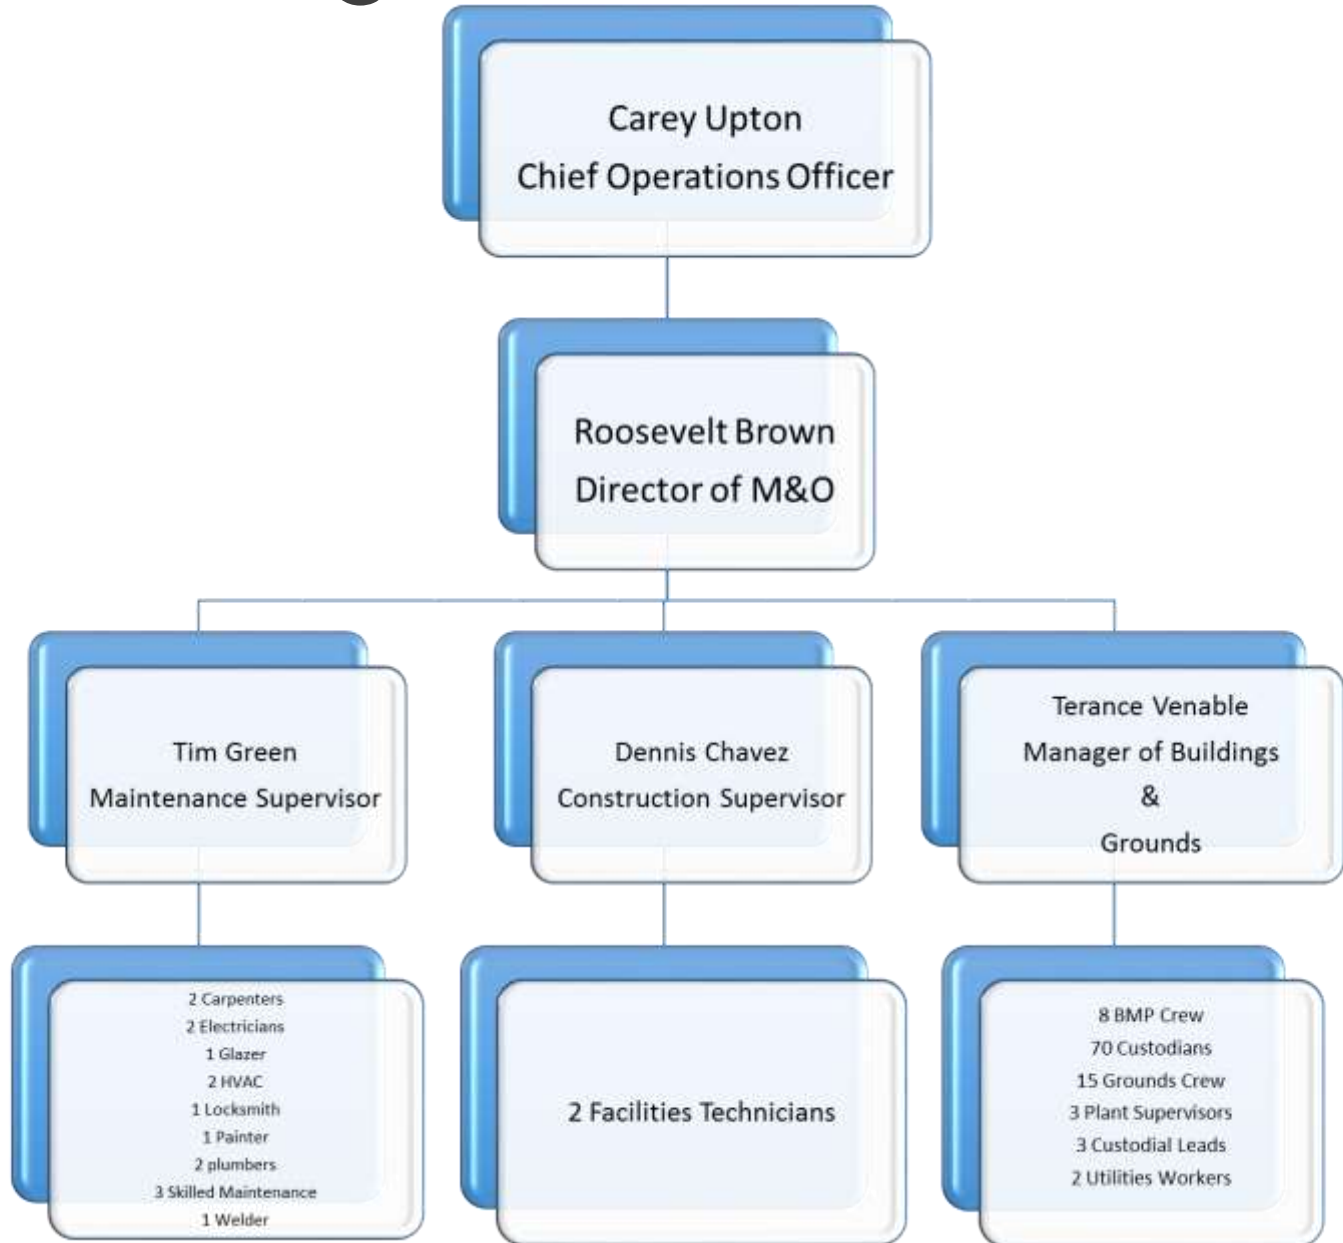 Carey Upton
Chief Operations Officer
Roosevelt Brown
Director of M&O
Tim Green
Maintenance Supervisor
Dennis Chavez
Construction Supervisor
Terance Venable
Manager of Buildings
&
Grounds
2 Carpenters
2 Electricians
1 Glazer
2 HVAC
1 Locksmith
1 Painter
2 plumbers
3 Skilled Maintenance
1 Welder
2 Facilities Technicians
8 BMP Crew
70 Custodians
15 Grounds Crew
3 Plant Supervisors
3 Custodial Leads
2 Utilities Workers